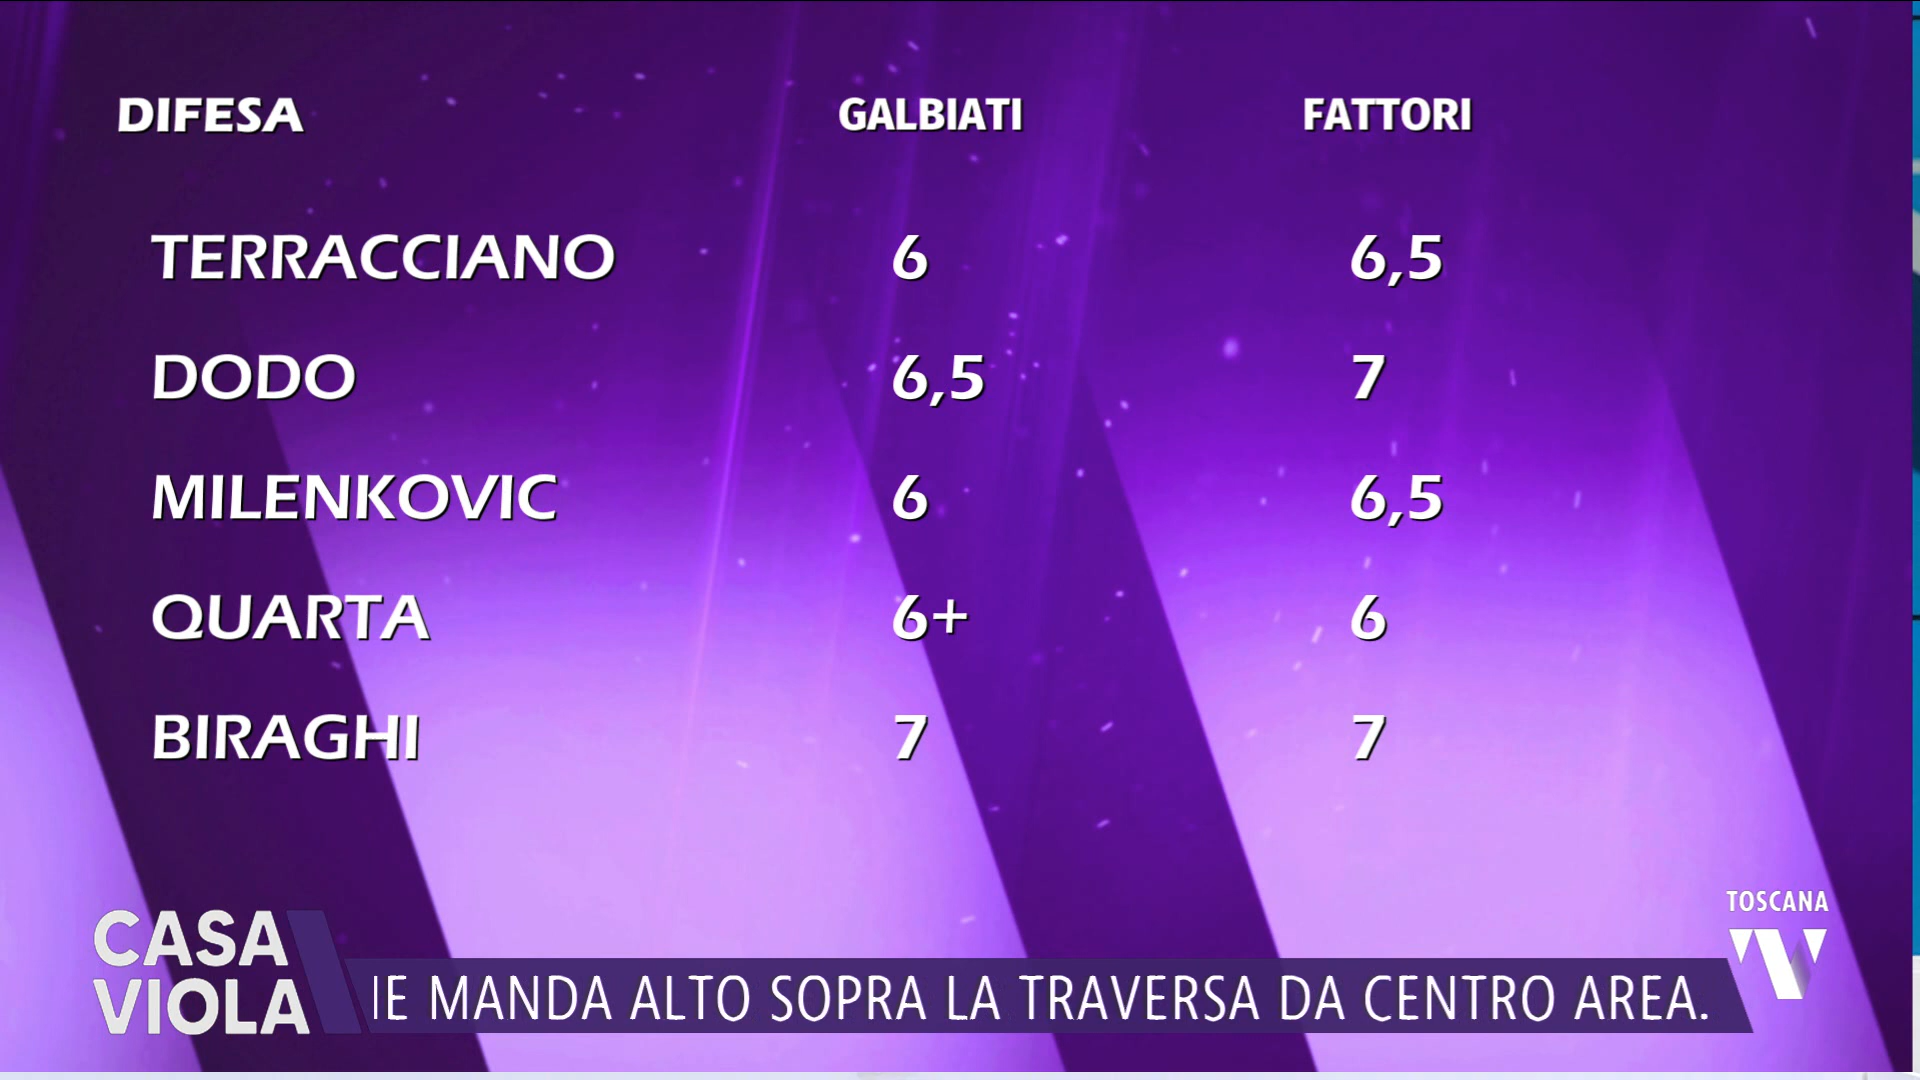 DIFESA GALBIATI FATTORI
TERRACCIANO 6 6,5
DODO 6,5 7
MILENKOVIC 6 6,5
QUARTA 6+ 6
BIRAGHI 7 7
TOSCANA
TV
CASA
VIOLA
MANDA ALTO SOPRA LA TRAVERSA DA CENTRO AREA.